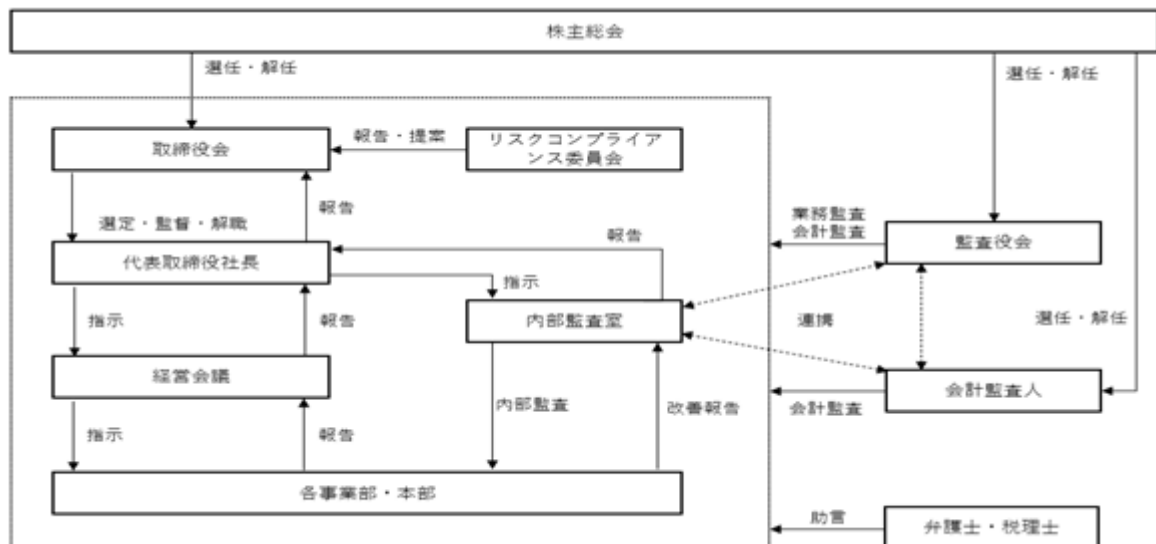 株主総会
選任・解任
選任・解任
取締役会
報告・提案
リスクコンプライア
ンス委員会
選定・監督・解職
報告
業務監査
会計監査
監査役会
代表取締役社長
報告
指示
内部監査室
指示
報告
連携
選任・解任
経営会議
会計監査人
内部監査
改善報告
会計監査
指示
報告
各事業部・本部
助言
弁護士・税理士